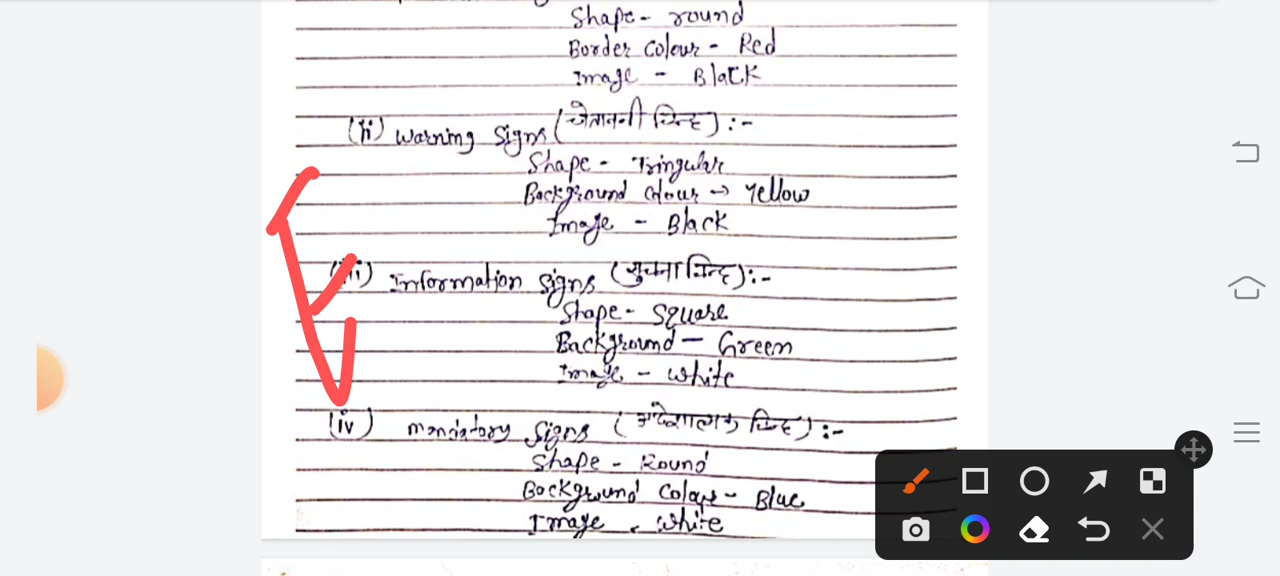 Shape - round
Border Colour - Red
Image - Black
(ii) Warning Signs (चेतावनी चिन्ह) :-
Shape - Tringular
Background Colour → Yellow
Image - Black
(iii) Information Signs (सुचना चिन्ह) :-
Shape - Square
Background - Green
Image - White
(iv) mandatory Signs (आदेशात्मक चिन्ह) :-
Shape - Round
Background Colour - Blue
Image - White